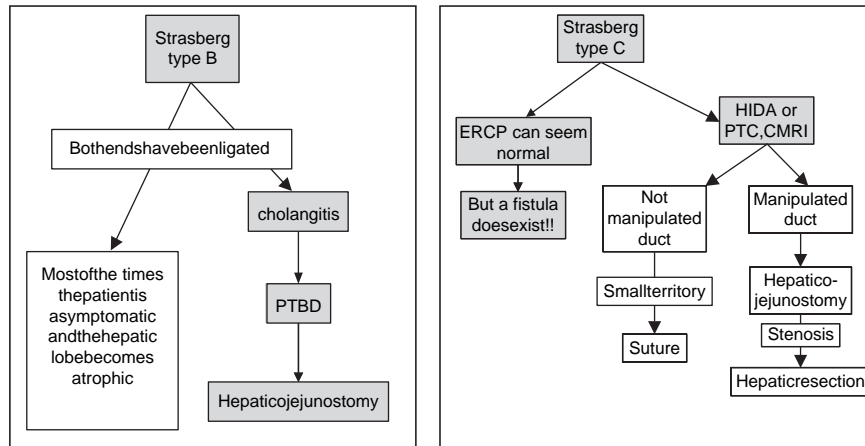 Strasberg
type B
Bothendshavebeenligated
cholangitis
Mostofthe times
thepatientis
asymptomatic
andthehepatic
lobebecomes
atrophic
PTBD
Hepaticojejunostomy
Strasberg
type C
ERCP can seem
normal
But a fistula
doesexist!!
HIDA or
PTC,CMRI
Not
manipulated
duct
Smallterritory
Suture
Manipulated
duct
Hepatico-
jejunostomy
Stenosis
Hepaticresection